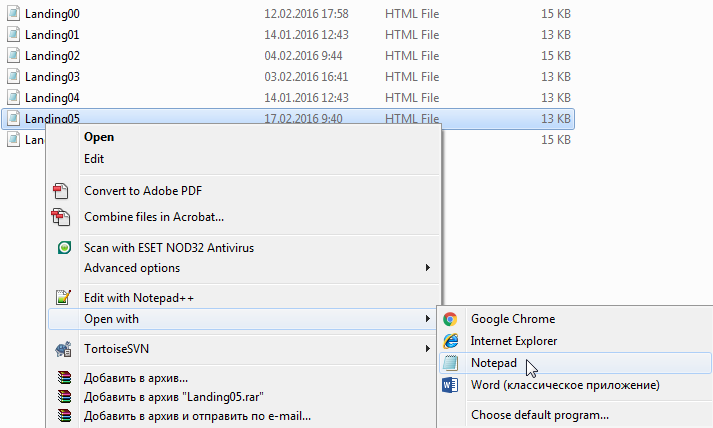 Landing00 12.02.2016 17:58 HTML File 15 KB
Landing01 14.01.2016 12:43 HTML File 13 KB
Landing02 04.02.2016 9:44 HTML File 15 KB
Landing03 03.02.2016 16:41 HTML File 13 KB
Landing04 14.01.2016 12:43 HTML File 13 KB
Landing05 17.02.2016 9:40 HTML File 13 KB
15 KB
Open
Edit
Convert to Adobe PDF
Combine files in Acrobat...
Scan with ESET NOD32 Antivirus
Advanced options
Edit with Notepad++
Open with
TortoiseSVN
Добавить в архив...
Добавить в архив "Landing05.rar"
Добавить в архив и отправить по e-mail...
Google Chrome
Internet Explorer
Notepad
Word (классическое приложение)
Choose default program...